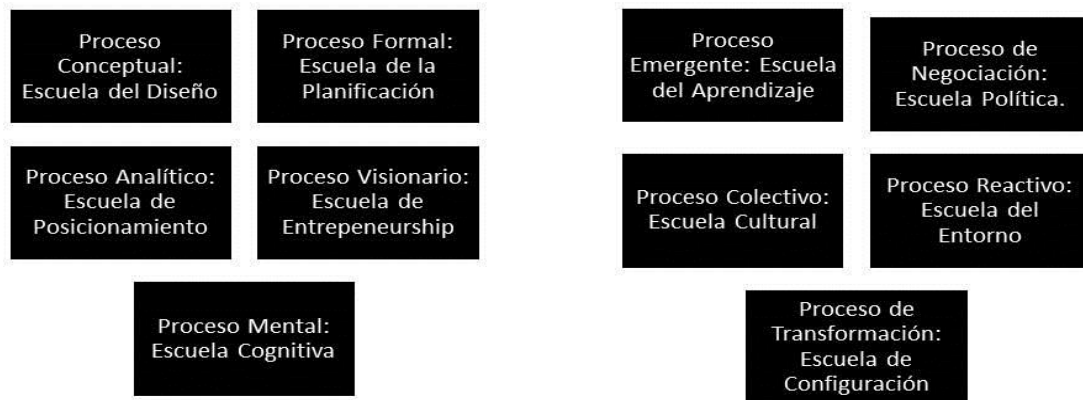 Proceso
Conceptual:
Escuela del Diseño
Proceso Formal:
Escuela de la
Planificación
Proceso Analítico:
Escuela de
Posicionamiento
Proceso Visionario:
Escuela de
Entrepeneurship
Proceso Mental:
Escuela Cognitiva
Proceso
Emergente: Escuela
del Aprendizaje
Proceso de
Negociación:
Escuela Política.
Proceso Colectivo:
Escuela Cultural
Proceso Reactivo:
Escuela del
Entorno
Proceso de
Transformación:
Escuela de
Configuración